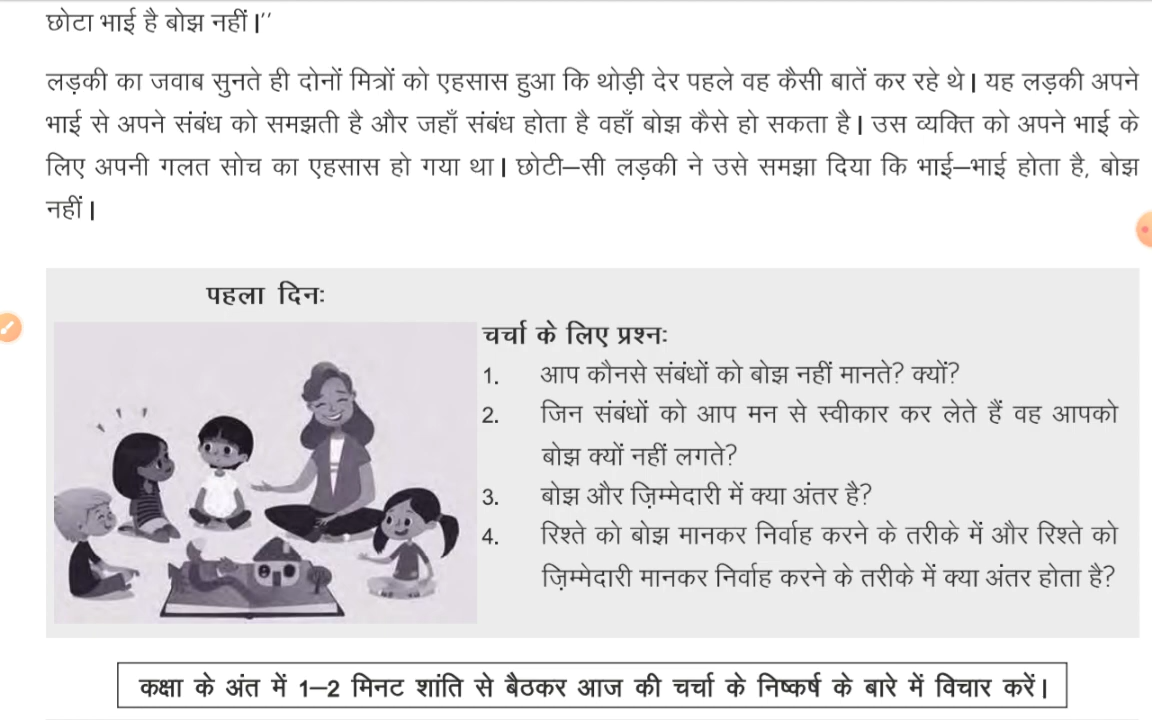 छोटा भाई है बोझ नहीं।’’
लड़की का जवाब सुनते ही दोनों मित्रों को एहसास हुआ कि थोड़ी देर पहले वह कैसी बातें कर रहे थे। यह लड़की अपने
भाई से अपने संबंध को समझती है और जहाँ संबंध होता है वहाँ बोझ कैसे हो सकता है। उस व्यक्ति को अपने भाई के
लिए अपनी गलत सोच का एहसास हो गया था। छोटी–सी लड़की ने उसे समझा दिया कि भाई–भाई होता है, बोझ
नहीं।
पहला दिनः
चर्चा के लिए प्रश्नः
1. आप कौनसे संबंधों को बोझ नहीं मानते? क्यों?
2. जिन संबंधों को आप मन से स्वीकार कर लेते हैं वह आपको
बोझ क्यों नहीं लगते?
3. बोझ और ज़िम्मेदारी में क्या अंतर है?
4. रिश्ते को बोझ मानकर निर्वाह करने के तरीके में और रिश्ते को
ज़िम्मेदारी मानकर निर्वाह करने के तरीके में क्या अंतर होता है?
कक्षा के अंत में 1–2 मिनट शांति से बैठकर आज की चर्चा के निष्कर्ष के बारे में विचार करें।